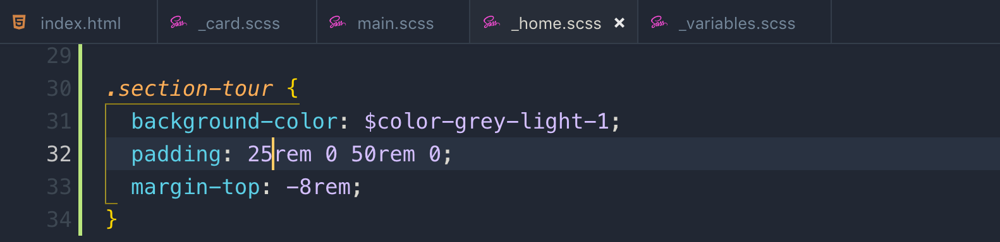 index.html _card.scss main.scss _home.scss × _variables.scss
29
30 .section-tour {
31 background-color: $color-grey-light-1;
32 padding: 25rem 0 50rem 0;
33 margin-top: -8rem;
34 }